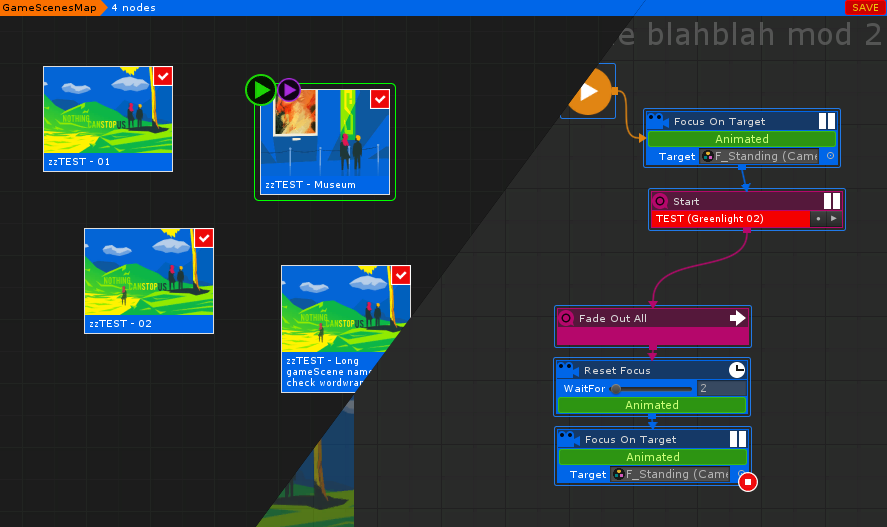 GameScenesMap
4 nodes
SAVE
e blahblah mod 2
NOTHING
CANSTOPUS
zzTEST - 01
zzTEST - Museum
Focus On Target
Animated
Target F_Standing (Came
Start
TEST (Greenlight 02)
NOTHING
CANSTOPUS
zzTEST - 02
NOTHING
CANSTOPUS
zzTEST - Long
gameScene name
check wordwrap
Fade Out All
Reset Focus
WaitFor 2
Animated
Focus On Target
Animated
Target F_Standing (Came